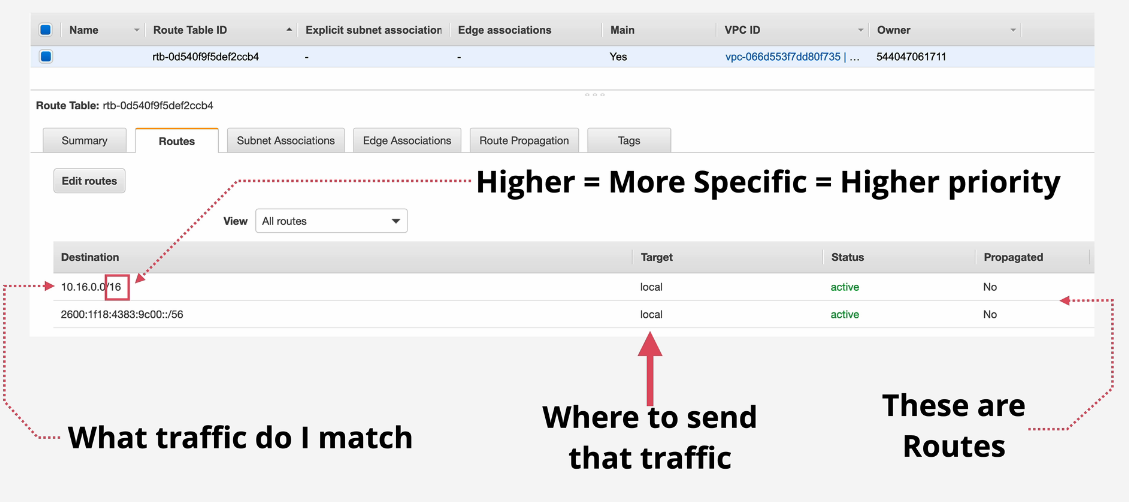 Name Route Table ID Explicit subnet association Edge associations Main VPC ID Owner
rtb-0d540f9f5def2ccb4 - - Yes vpc-066d553f7dd80f735 | ... 544047061711
Route Table: rtb-0d540f9f5def2ccb4
Summary Routes Subnet Associations Edge Associations Route Propagation Tags
Edit routes
Higher = More Specific = Higher priority
View All routes
Destination Target Status Propagated
10.16.0.0/16 local active No
2600:1f18:4383:9c00::/56 local active No
What traffic do I match
Where to send
that traffic
These are
Routes